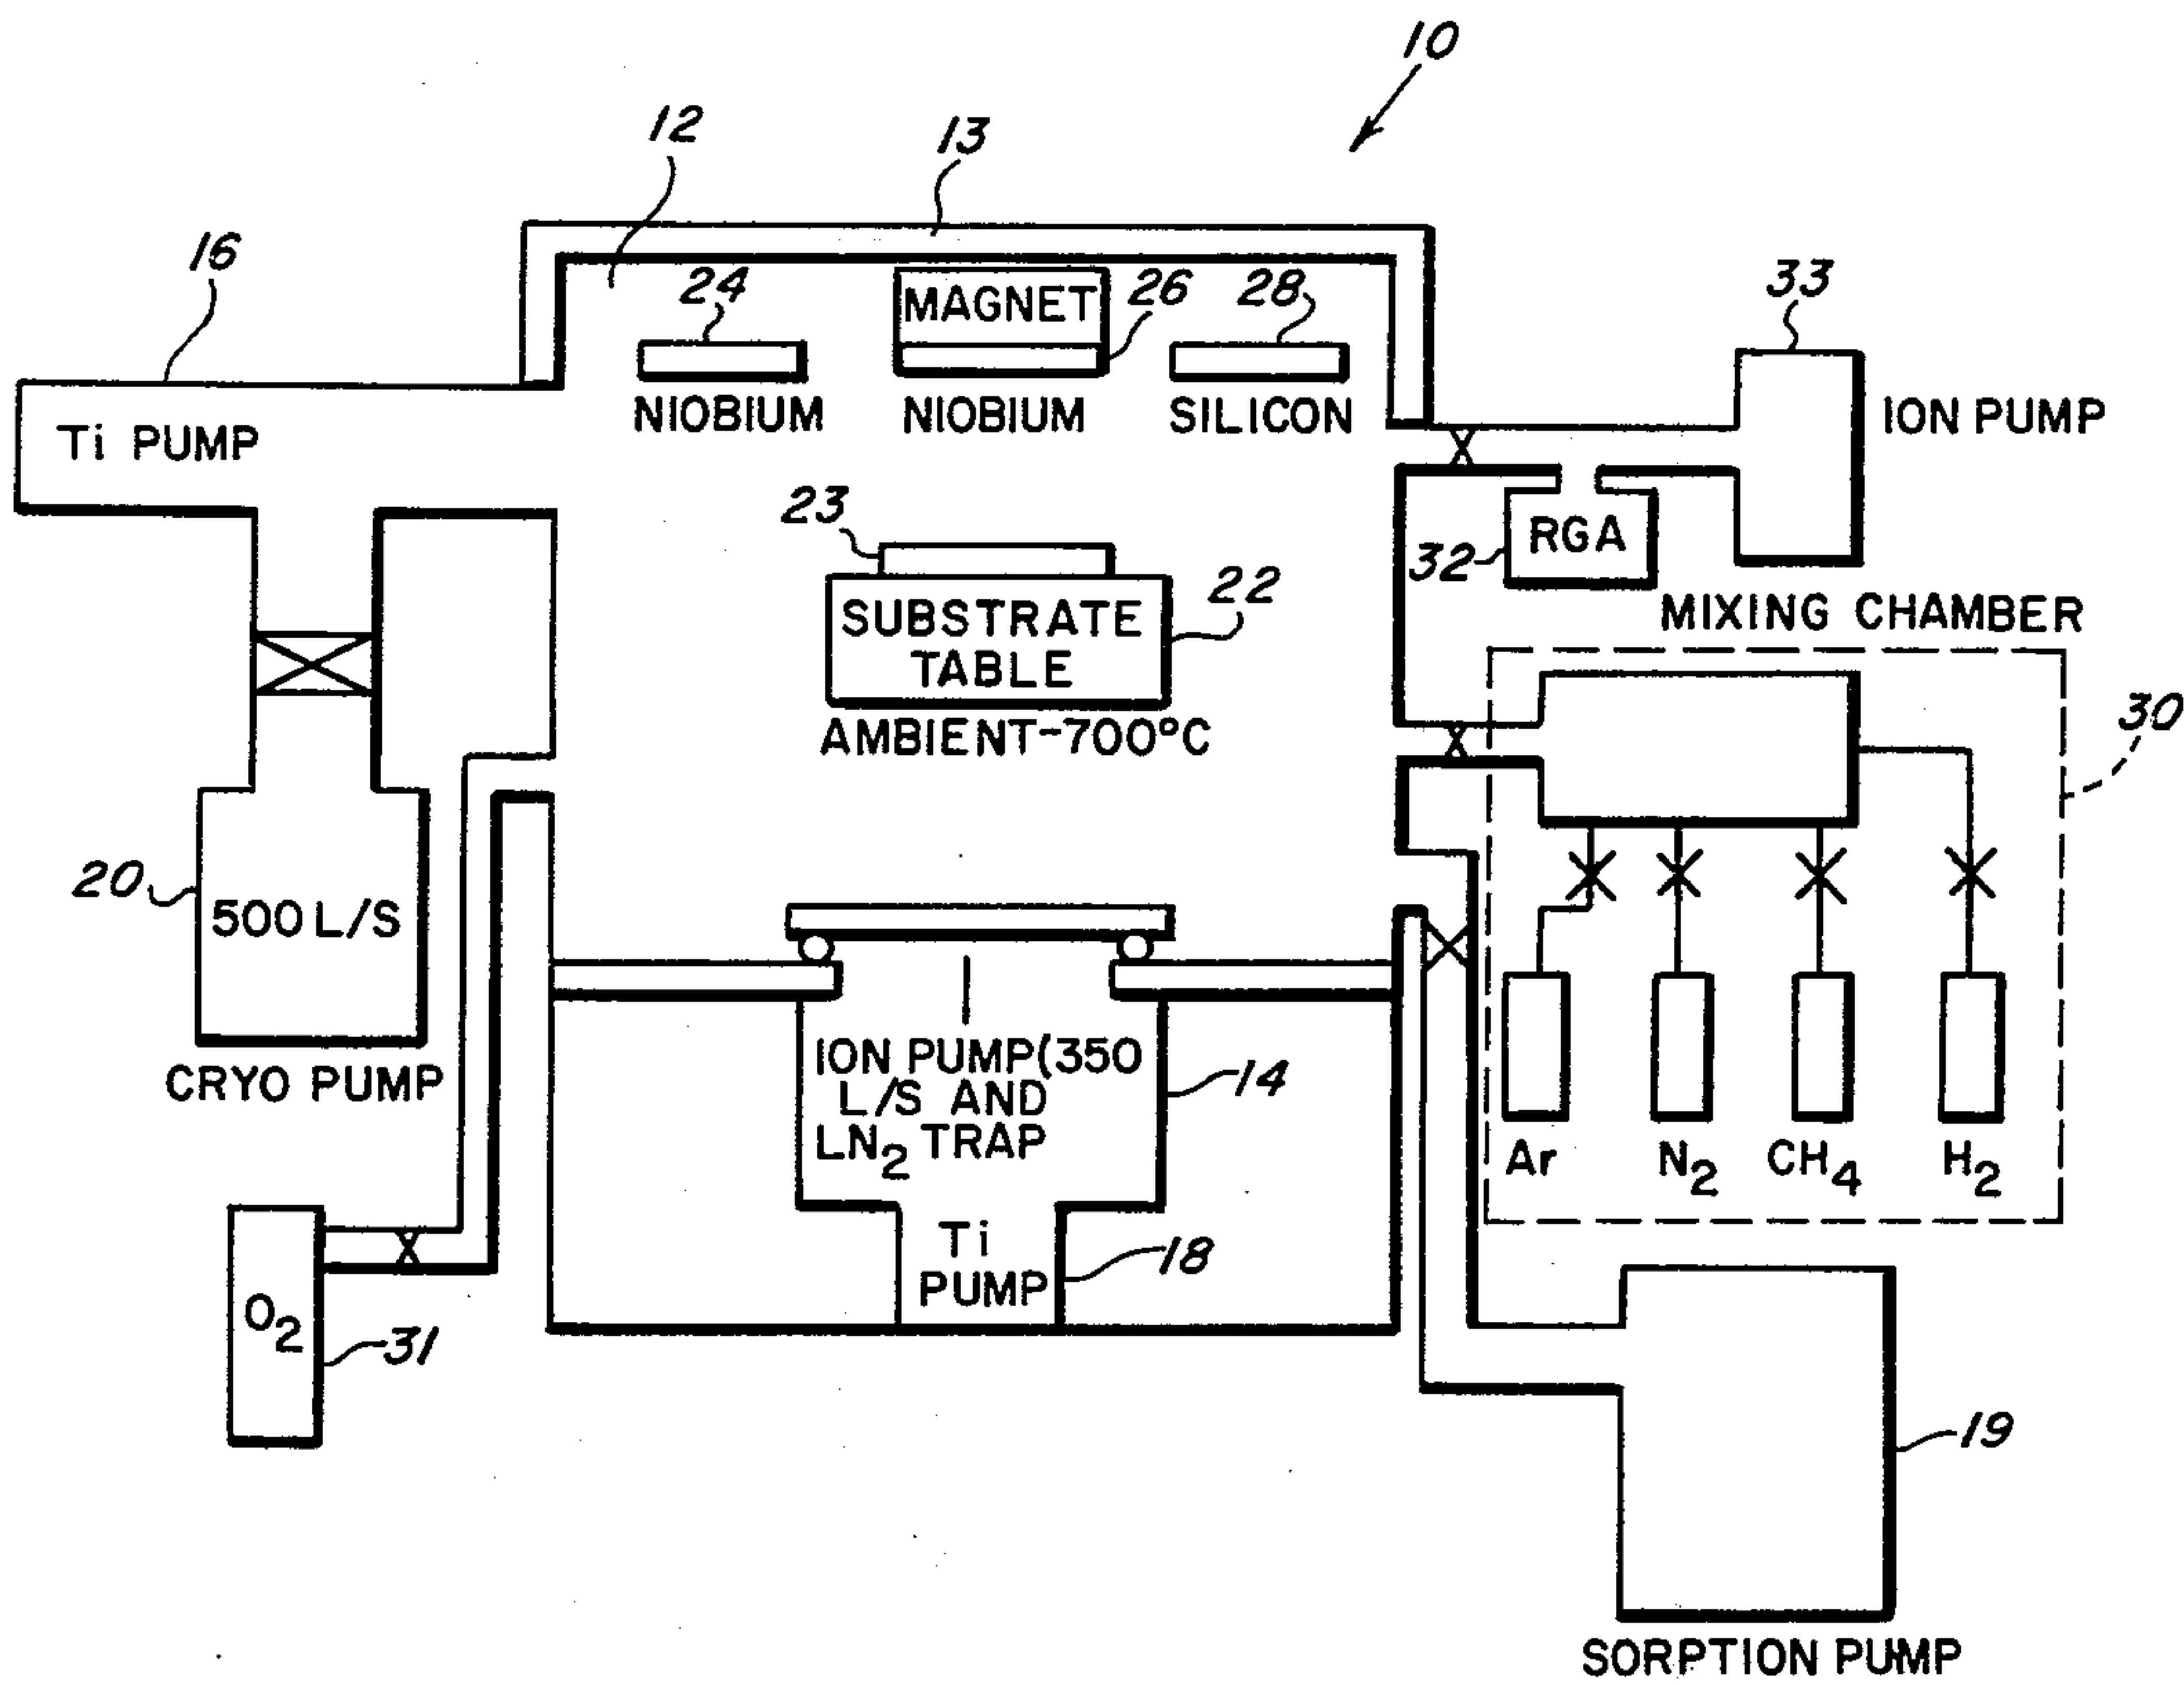 10
12
13
16
24
MAGNET
26
28
33
NIOBIUM
NIOBIUM
SILICON
ION PUMP
Ti PUMP
23
RGA
32
SUBSTRATE
TABLE
22
AMBIENT-700°C
MIXING CHAMBER
30
20
500 L/S
CRYO PUMP
ION PUMP(350
L/S AND
LN2 TRAP
14
Ar
N2
CH4
H2
Ti
PUMP
18
O2
31
19
SORPTION PUMP